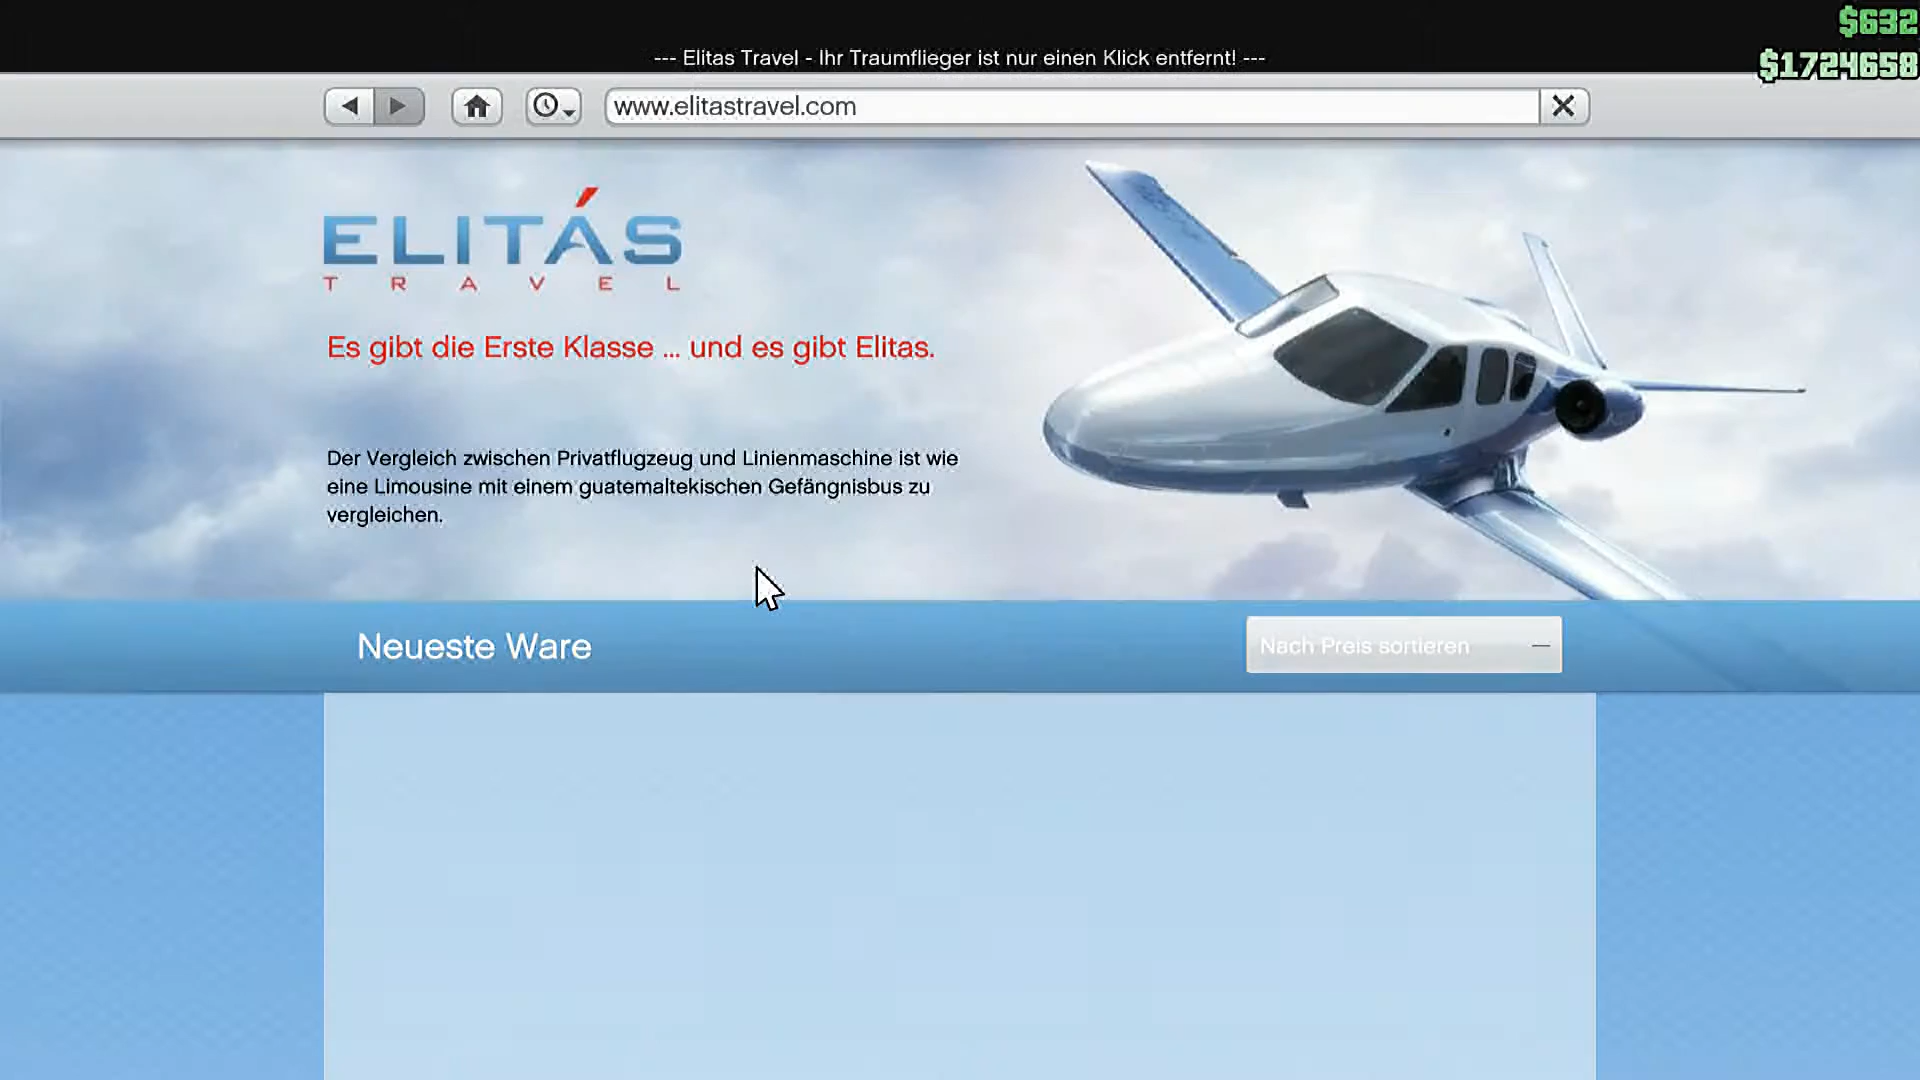 $632
--- Elitas Travel - Ihr Traumflieger ist nur einen Klick entfernt! ---
$1724658
www.elitastravel.com
ELITÁS
TRAVEL
Es gibt die Erste Klasse ... und es gibt Elitas.
Der Vergleich zwischen Privatflugzeug und Linienmaschine ist wie
eine Limousine mit einem guatemaltekischen Gefängnisbus zu
vergleichen.
Neueste Ware
Nach Preis sortieren